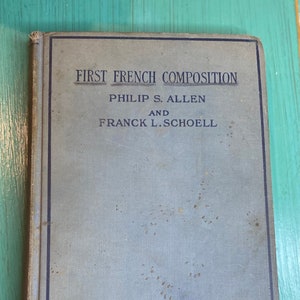 FIRST FRENCH COMPOSITION
PHILIP S. ALLEN
AND
FRANCK L. SCHOELL